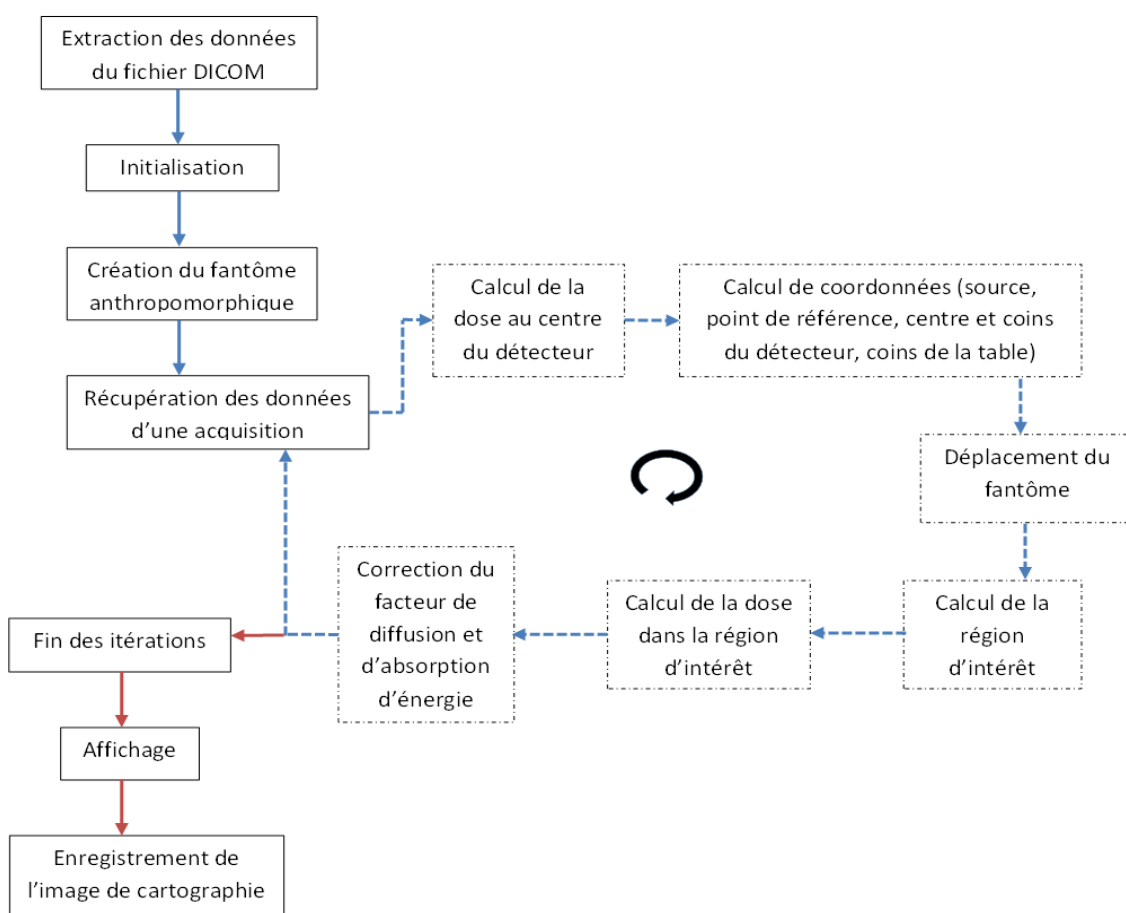 Extraction des données
du fichier DICOM
Initialisation
Création du fantôme
anthropomorphique
Récupération des données
d’une acquisition
Calcul de la
dose au centre
du détecteur
Calcul de coordonnées (source,
point de référence, centre et coins
du détecteur, coins de la table)
Déplacement du
fantôme
Calcul de la
région
d’intérêt
Calcul de la dose
dans la région
d’intérêt
Correction du
facteur de
diffusion et
d’absorption
d’énergie
Fin des itérations
Affichage
Enregistrement de
l’image de cartographie